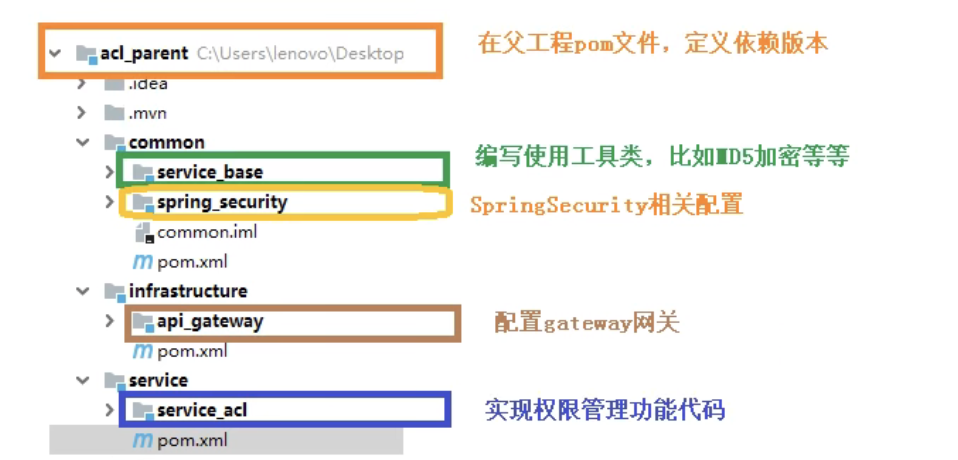 acl_parent C:\Users\lenovo\Desktop 在父工程pom文件，定义依赖版本
.idea
.mvn
common
service_base 编写使用工具类，比如MD5加密等等
spring_security SpringSecurity相关配置
common.iml
pom.xml
infrastructure
api_gateway 配置gateway网关
pom.xml
service
service_acl 实现权限管理功能代码
pom.xml